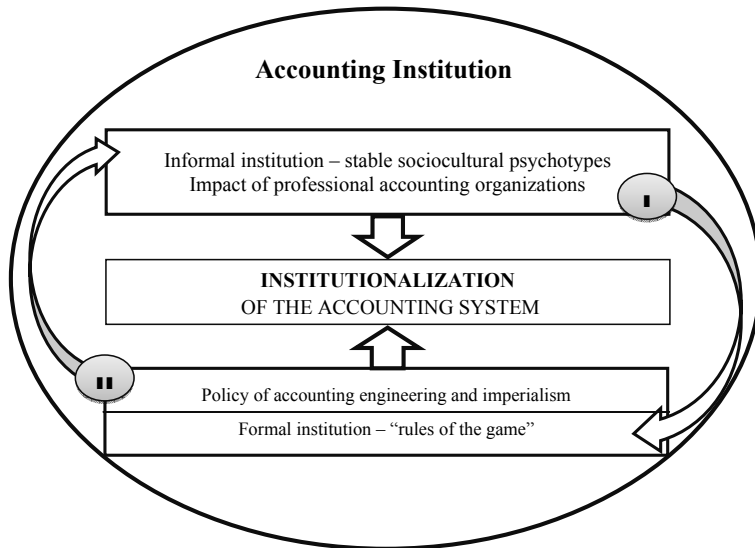 Accounting Institution
Informal institution – stable sociocultural psychotypes
Impact of professional accounting organizations
I
INSTITUTIONALIZATION
OF THE ACCOUNTING SYSTEM
II
Policy of accounting engineering and imperialism
Formal institution – “rules of the game”